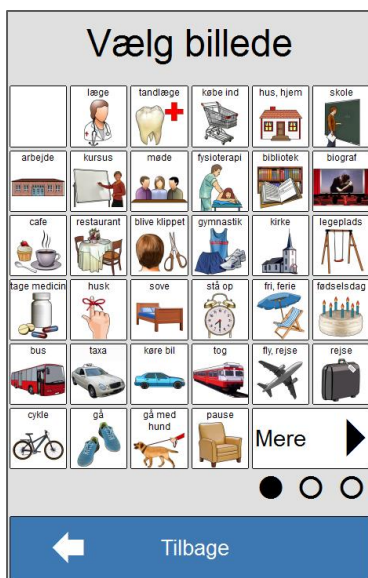 Vælg billede
læge tandlæge købe ind hus, hjem skole
arbejde kursus møde fysioterapi bibliotek biograf
cafe restaurant blive klippet gymnastik kirke legeplads
tage medicin husk sove stå op fri, ferie fødselsdag
bus taxa køre bil tog fly, rejse rejse
cykle gå gå med hund pause Mere
Tilbage